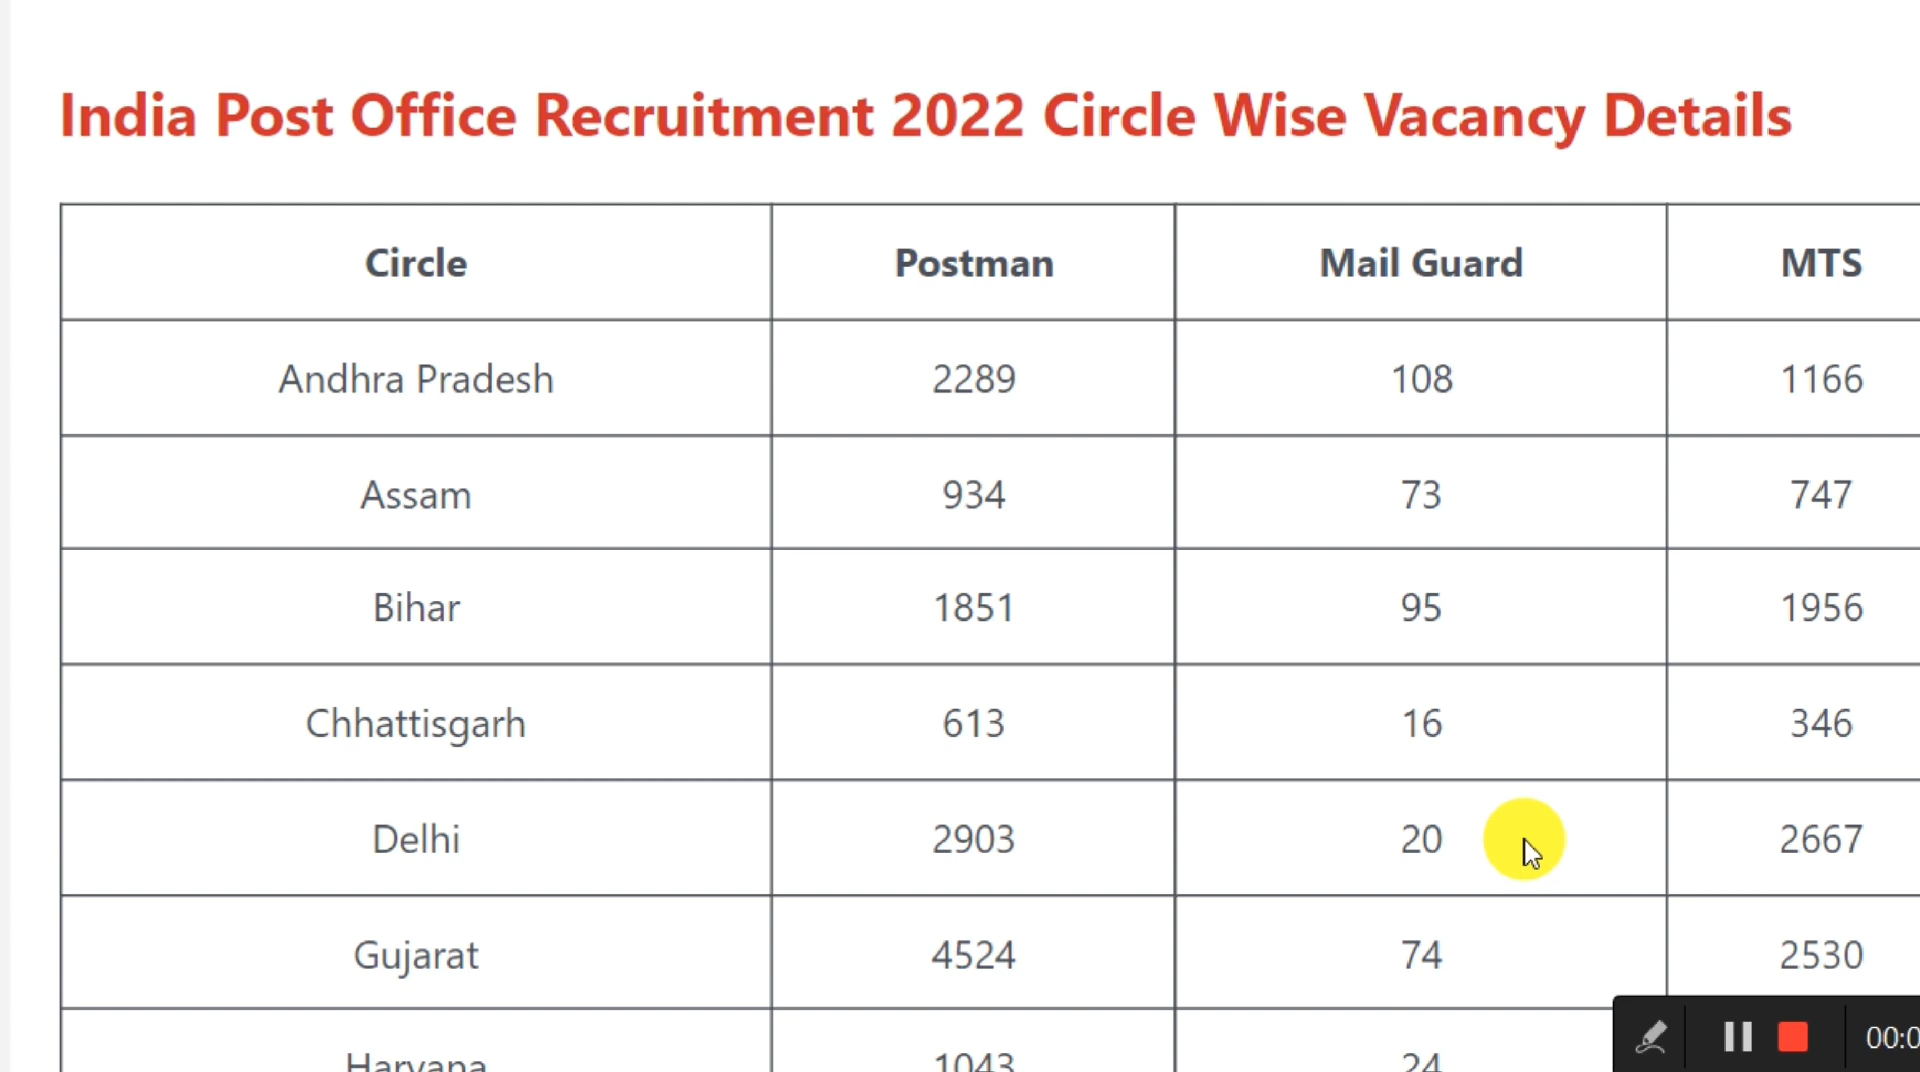 India Post Office Recruitment 2022 Circle Wise Vacancy Details
Circle Postman Mail Guard MTS
Andhra Pradesh 2289 108 1166
Assam 934 73 747
Bihar 1851 95 1956
Chhattisgarh 613 16 346
Delhi 2903 20 2667
Gujarat 4524 74 2530
Haryana 1043 24
00:0